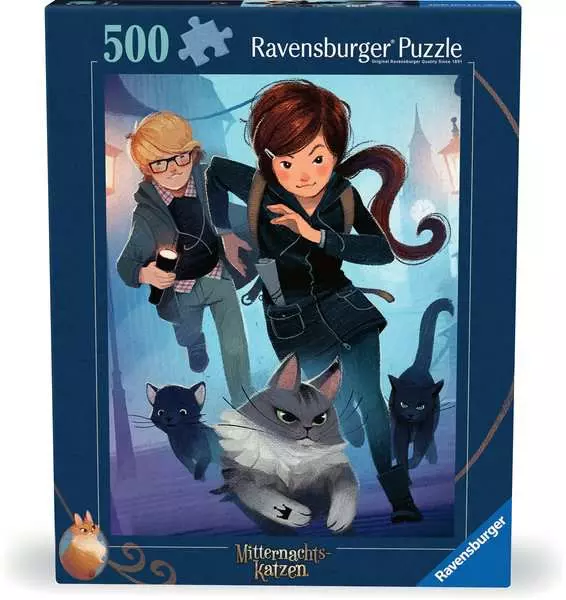 500
Ravensburger® Puzzle
Original Ravensburger Quality Since 1891
Mitternachts-
katzen
Ravensburger